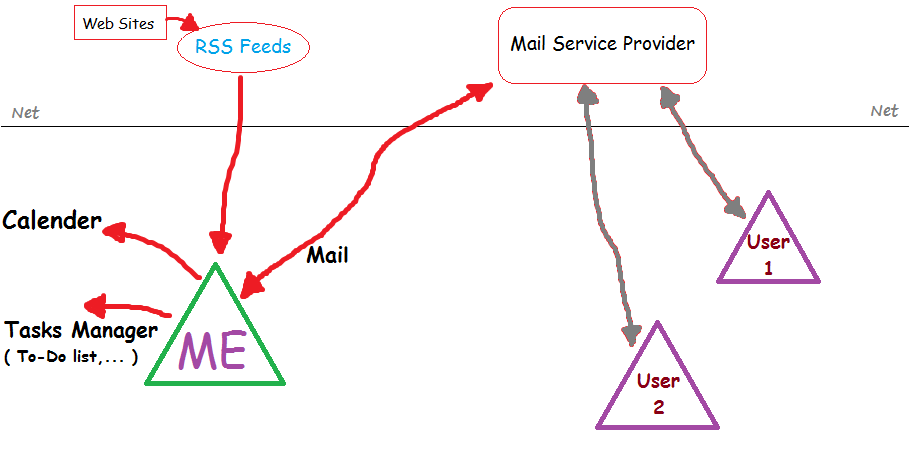 Web Sites
RSS Feeds
Mail Service Provider
Net
Net
Calender
Mail
User
1
Tasks Manager
( To-Do list,... )
ME
User
2